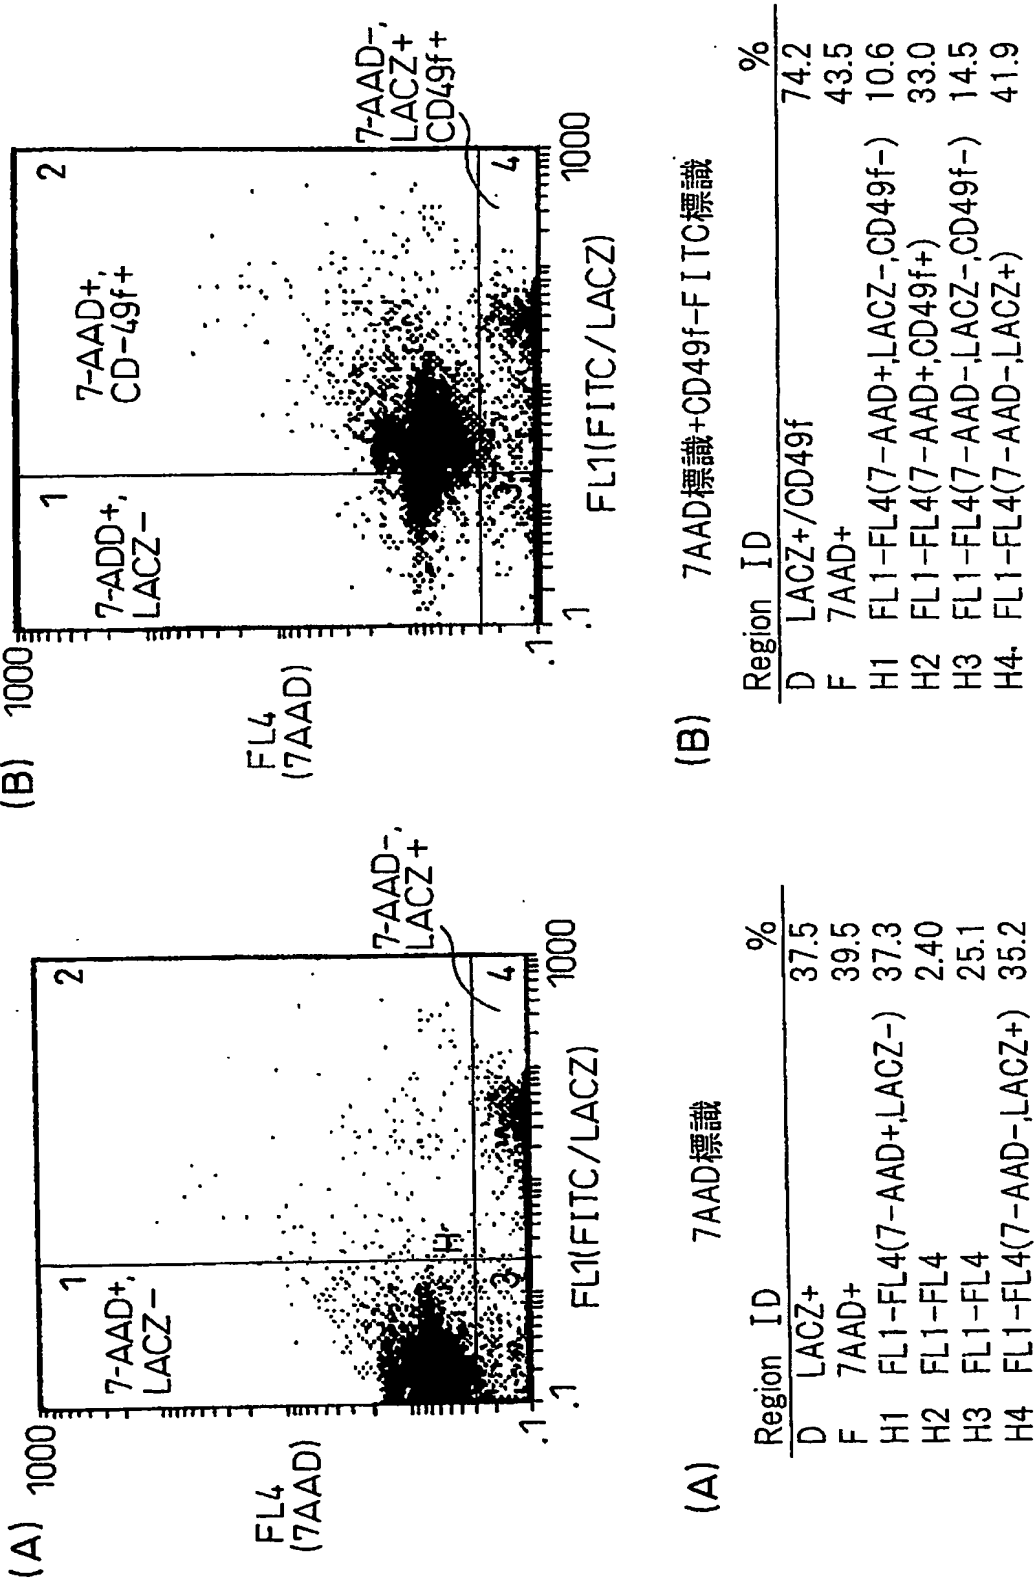 (A)
1000
FL4
(7AAD)
.1
1
7-AAD+,
LACZ-
2
H
3
4
7-AAD-,
LACZ+
.1
1000
FL1(FITC/LACZ)
(B)
1000
FL4
(7AAD)
.1
1
7-ADD+,
LACZ-
2
7-AAD+,
CD-49f+
3
4
7-AAD-,
LACZ+
CD49f+
.1
1000
FL1(FITC/LACZ)
(A)
7AAD標識
Region ID %
D LACZ+ 37.5
F 7AAD+ 39.5
H1 FL1-FL4(7-AAD+,LACZ-) 37.3
H2 FL1-FL4 2.40
H3 FL1-FL4 25.1
H4 FL1-FL4(7-AAD-,LACZ+) 35.2
(B)
7AAD標識+CD49f-FITC標識
Region ID %
D LACZ+/CD49f 74.2
F 7AAD+ 43.5
H1 FL1-FL4(7-AAD+,LACZ-,CD49f-) 10.6
H2 FL1-FL4(7-AAD+,CD49f+) 33.0
H3 FL1-FL4(7-AAD-,LACZ-,CD49f-) 14.5
H4. FL1-FL4(7-AAD-,LACZ+) 41.9